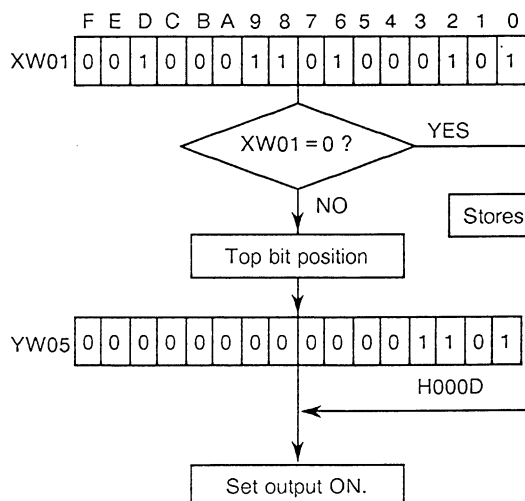 F E D C B A 9 8 7 6 5 4 3 2 1 0
XW01 0 0 1 0 0 0 1 1 0 1 0 0 0 1 0 1
XW01 = 0 ?
YES
NO
Stores
Top bit position
YW05 0 0 0 0 0 0 0 0 0 0 0 0 1 1 0 1
H000D
Set output ON.